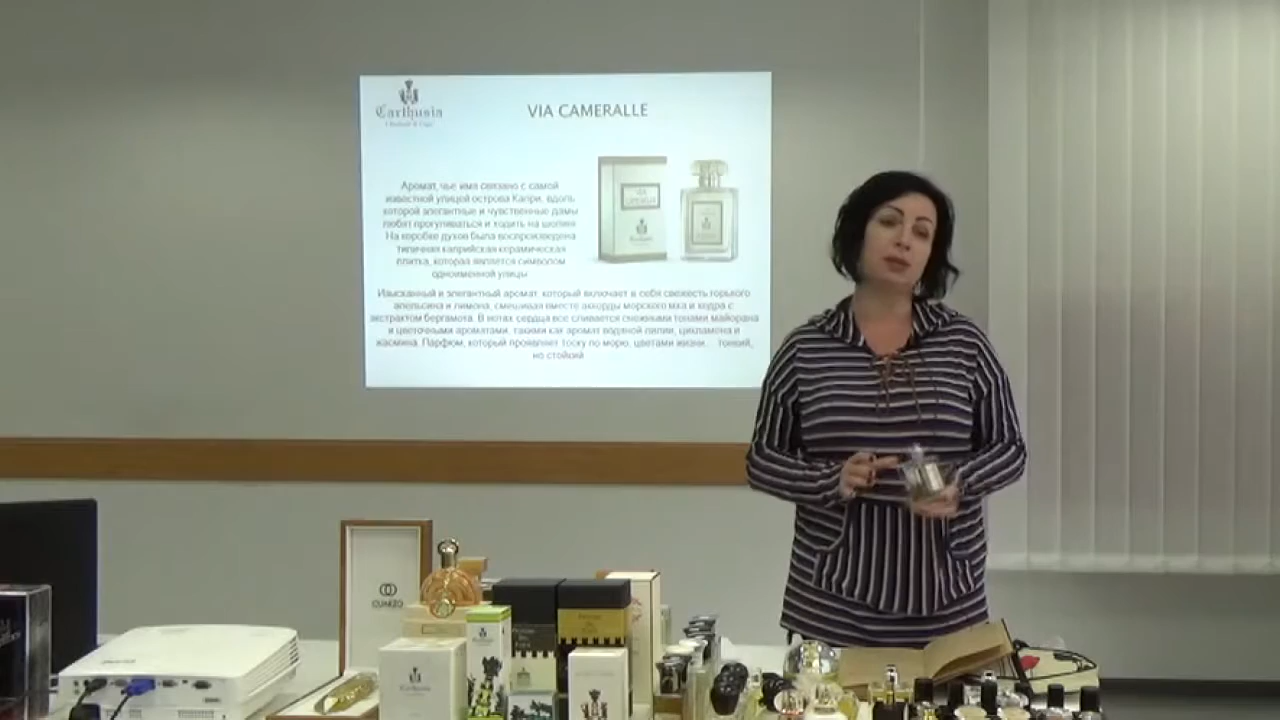 Carthusia
I Profumi di Capri
VIA CAMERALLE
Аромат, чье имя связано с самой
известной улицей острова Капри, вдоль
которой элегантные и чувственные дамы
любят прогуливаться и ходить на шопинг.
На коробке духов была воспроизведена
типичная каприйская керамическая
плитка, которая является символом
одноименной улицы
Изысканный и элегантный аромат, который включает в себя свежесть горького
апельсина и лимона, смешивая вместе аккорды морского мха и кедра с
экстрактом бергамота. В нотах сердца все сливается смежными тонами майорана
и цветочными ароматами, такими как аромат водяной лилии, цикламена и
жасмина. Парфюм, который проявляет тоску по морю, цветами жизни... тонкий,
но стойкий
Carthusia